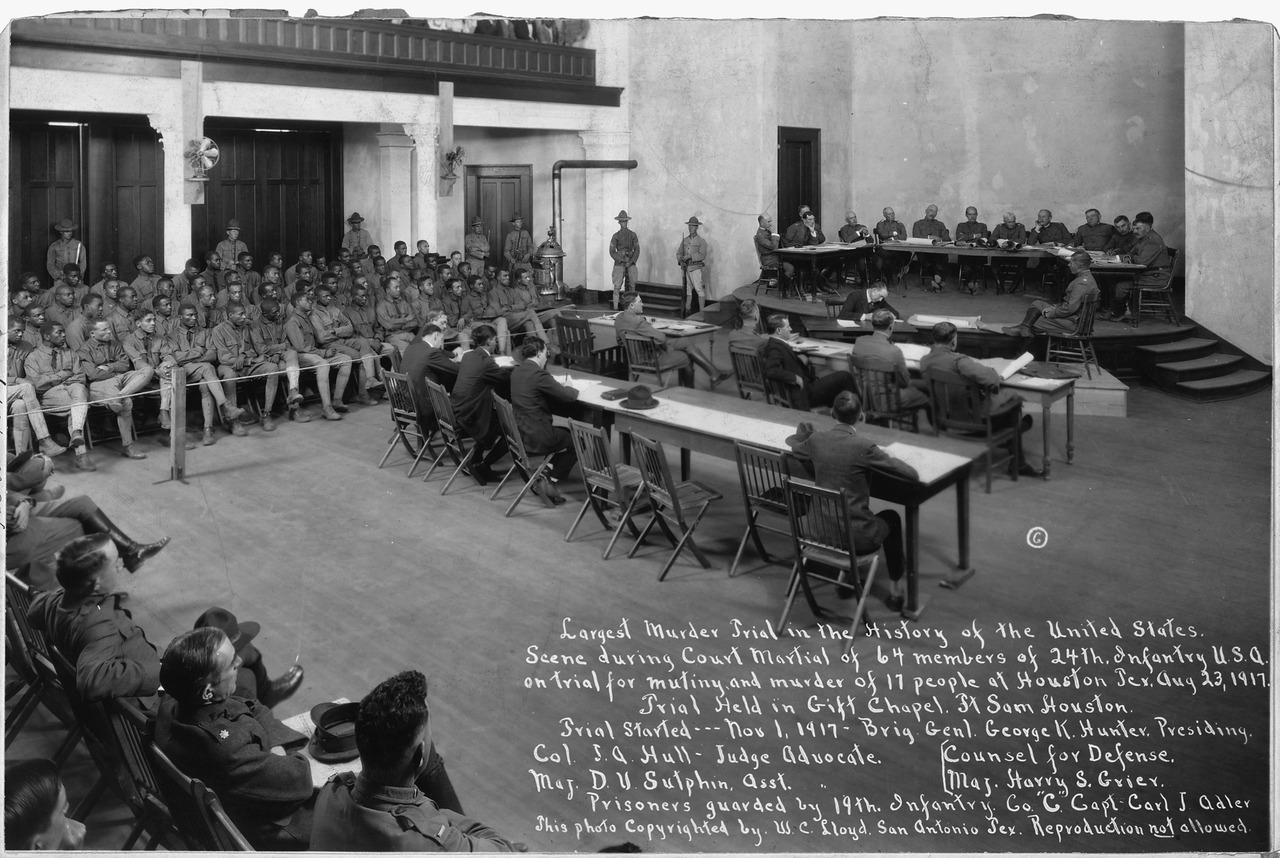 ©
Largest Murder Trial in the History of the United States.
Scene during Court Martial of 64 members of 24th, Infantry U.S.A.
on trial for mutiny, and murder of 17 people at Houston Tex, Aug 23, 1917.
Trial Held in Gift Chapel, Ft Sam Houston.
Trial Started---Nov 1, 1917- Brig. Genl. George K. Hunter, Presiding.
Col. J.A. Hull- Judge Advocate. Counsel for Defense,
Maj. D.V. Sutphin, Asst. " Maj. Harry S. Grier.
Prisoners guarded by 19th. Infantry Co. "C." Capt. Carl J Adler
This photo Copyrighted by, W.C. Lloyd, San Antonio Tex. Reproduction not allowed.